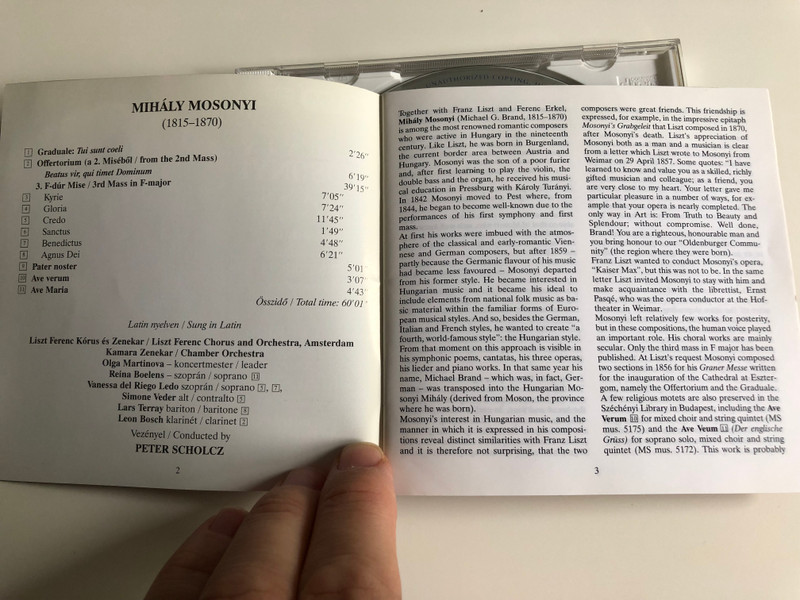 MIHÁLY MOSONYI
(1815–1870)
1 Graduale: Tui sunt coeli 2'26"
2 Offertorium (a 2. Miséből / from the 2nd Mass)
Beatus vir, qui timet Dominum 6'19"
3. F-dúr Mise / 3rd Mass in F-major 39'15"
3 Kyrie 7'05"
4 Gloria 7'24"
5 Credo 11'45"
6 Sanctus 1'49"
7 Benedictus 4'48"
8 Agnus Dei 6'21"
9 Pater noster 5'01"
10 Ave verum 3'07"
11 Ave Maria 4'43"
Összidő / Total time: 60'01"
Latin nyelven / Sung in Latin
Liszt Ferenc Kórus és Zenekar / Liszt Ferenc Chorus and Orchestra, Amsterdam
Kamara Zenekar / Chamber Orchestra
Olga Martinova – koncertmester / leader
Reina Boelens – szoprán / soprano 11
Vanessa del Riego Ledo szoprán / soprano 5, 7,
Simone Veder alt / contralto 5
Lars Terray bariton / baritone 8
Leon Bosch klarinét / clarinet 2
Vezényel / Conducted by
PETER SCHOLCZ
2
Together with Franz Liszt and Ferenc Erkel,
Mihály Mosonyi (Michael G. Brand, 1815–1870)
is among the most renowned romantic composers
who were active in Hungary in the nineteenth
century. Like Liszt, he was born in Burgenland,
the current border area between Austria and
Hungary. Mosonyi was the son of a poor furier
and, after first learning to play the violin, the
double bass and the organ, he received his musi-
cal education in Pressburg with Károly Turányi.
In 1842 Mosonyi moved to Pest where, from
1844, he began to become well-known due to the
performances of his first symphony and first
mass.
At first his works were imbued with the atmos-
phere of the classical and early-romantic Vien-
nese and German composers, but after 1859 –
partly because the Germanic flavour of his music
had became less favoured – Mosonyi departed
from his former style. He became interested in
Hungarian music and it became his ideal to
include elements from national folk music as ba-
sic material within the familiar forms of Euro-
pean musical styles. And so, besides the German,
Italian and French styles, he wanted to create "a
fourth, world-famous style": the Hungarian style.
From that moment on this approach is visible in
his symphonic poems, cantatas, his three operas,
his lieder and piano works. In that same year his
name, Michael Brand – which was, in fact, Ger-
man – was transposed into the Hungarian Mo-
sonyi Mihály (derived from Moson, the province
where he was born).
Mosonyi's interest in Hungarian music, and the
manner in which it is expressed in his composi-
tions reveal distinct similarities with Franz Liszt
and it is therefore not surprising, that the two
composers were great friends. This friendship is
expressed, for example, in the impressive epitaph
Mosonyi's Grabgeleit that Liszt composed in 1870,
after Mosonyi's death. Liszt's appreciation of
Mosonyi both as a man and a musician is clear
from a letter which Liszt wrote to Mosonyi from
Weimar on 29 April 1857. Some quotes: "I have
learned to know and value you as a skilled, richly
gifted musician and colleague; as a friend, you
are very close to my heart. Your letter gave me
particular pleasure in a number of ways, for ex-
ample that your opera is nearly completed. The
only way in Art is: From Truth to Beauty and
Splendour; without compromise. Well done,
Brand! You are a righteous, honourable man and
you bring honour to our "Oldenburger Commu-
nity" (the region where they were born).
Franz Liszt wanted to conduct Mosonyi's opera,
"Kaiser Max", but this was not to be. In the same
letter Liszt invited Mosonyi to stay with him and
make acquaintance with the librettist, Ernst
Pasqé, who was the opera conductor at the Hof-
theater in Weimar.
Mosonyi left relatively few works for posterity,
but in these compositions, the human voice played
an important role. His choral works are mainly
secular. Only the third mass in F major has been
published. At Liszt's request Mosonyi composed
two sections in 1856 for his Graner Messe written
for the inauguration of the Cathedral at Eszter-
gom, namely the Offertorium and the Graduale.
A few religious motets are also preserved in the
Széchényi Library in Budapest, including the Ave
Verum 10 for mixed choir and string quintet (MS
mus. 5175) and the Ave Veum 11 (Der englische
Grüss) for soprano solo, mixed choir and string
quintet (MS mus. 5172). This work is probably
3